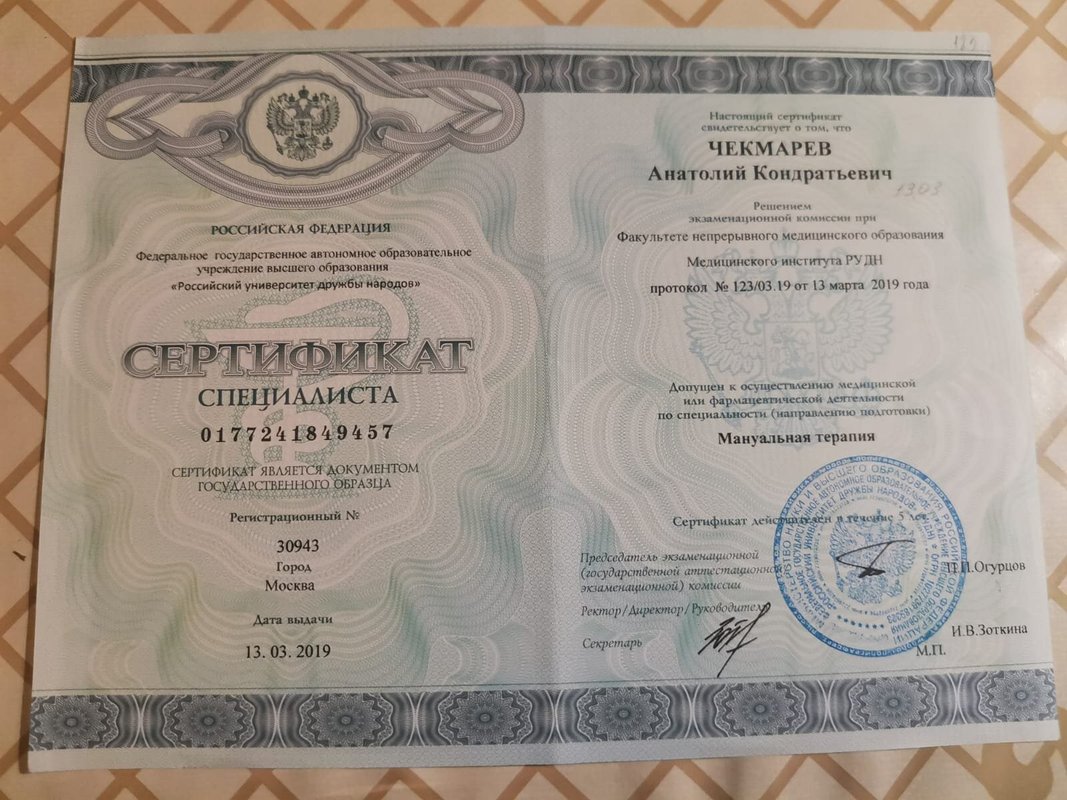 РОССИЙСКАЯ ФЕДЕРАЦИЯ
Федеральное государственное автономное образовательное
учреждение высшего образования
«Российский университет дружбы народов»
СЕРТИФИКАТ
СПЕЦИАЛИСТА
0177241849457
СЕРТИФИКАТ ЯВЛЯЕТСЯ ДОКУМЕНТОМ
ГОСУДАРСТВЕННОГО ОБРАЗЦА
Регистрационный №
30943
Город
Москва
Дата выдачи
13. 03. 2019
Настоящий сертификат
свидетельствует о том, что
ЧЕКМАРЕВ
Анатолий Кондратьевич
1303
Решением
экзаменационной комиссии при
Факультете непрерывного медицинского образования
Медицинского института РУДН
протокол № 123/03.19 от 13 марта 2019 года
Допущен к осуществлению медицинской
или фармацевтической деятельности
по специальности (направлению подготовки)
Мануальная терапия
Сертификат действителен в течение 5 лет
Председатель экзаменационной
(государственной аттестационной
экзаменационной) комиссии
Огурцов
Ректор/Директор/Руководитель
И.В.Зоткина
Секретарь
М.П.